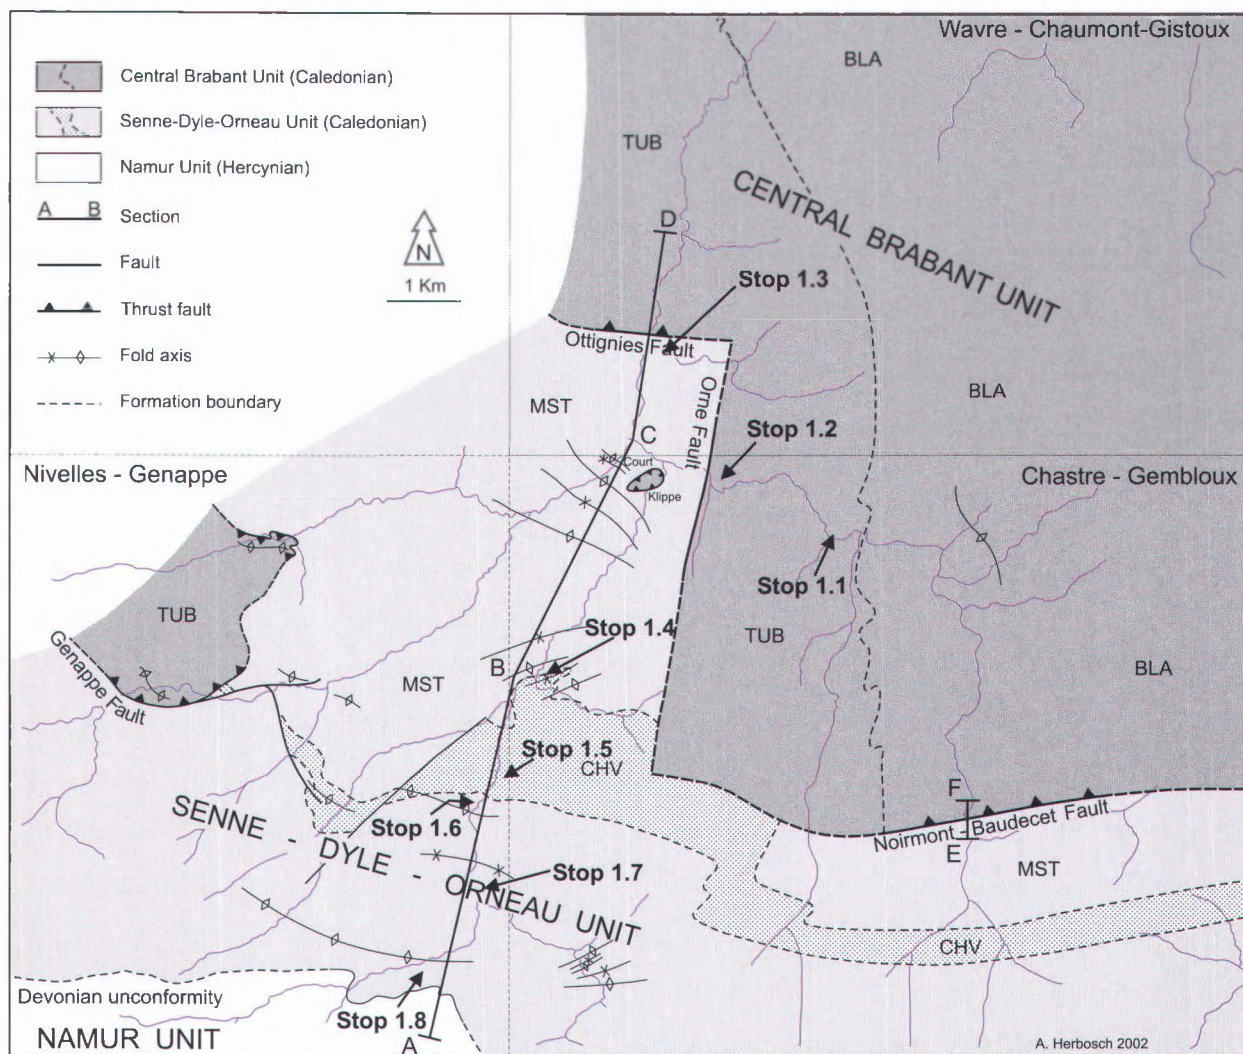 Wavre - Chaumont-Gistoux
Central Brabant Unit (Caledonian)
Senne-Dyle-Orneau Unit (Caledonian)
Namur Unit (Hercynian)
A B Section
Fault
Thrust fault
Fold axis
Formation boundary
N
1 Km
?
BLA
TUB
CENTRAL BRABANT UNIT
D
Stop 1.3
Ottignies Fault
Orne Fault
MST
BLA
Stop 1.2
C
Court
Klippe
Nivelles - Genappe
Chastre - Gembloux
Stop 1.1
TUB
Genappe Fault
Stop 1.4
B
MST
TUB
BLA
Stop 1.5
CHV
Stop 1.6
F
Noirmont - Baudecet Fault
E
SENNE - DYLE - ORNEAU UNIT
Stop 1.7
MST
CHV
Devonian unconformity
Stop 1.8
NAMUR UNIT
A
A. Herbosch 2002